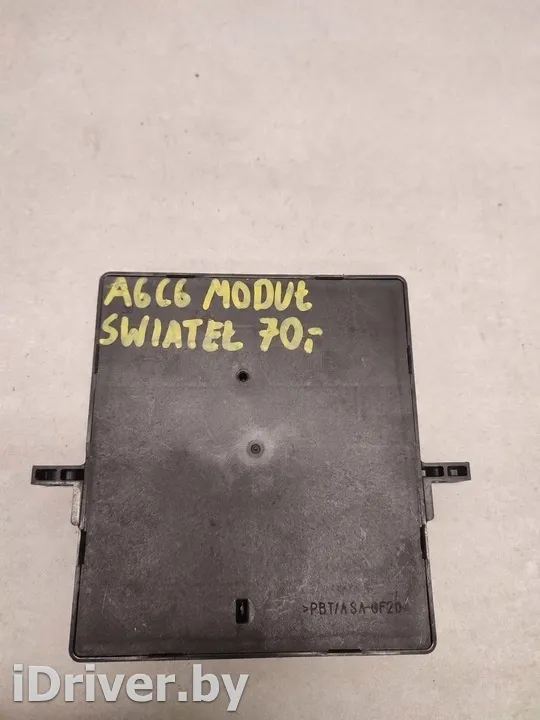 A6C6 MODUŁ
SWIATEŁ 70,-
>PBT/ASA-GF20
iDriver.by